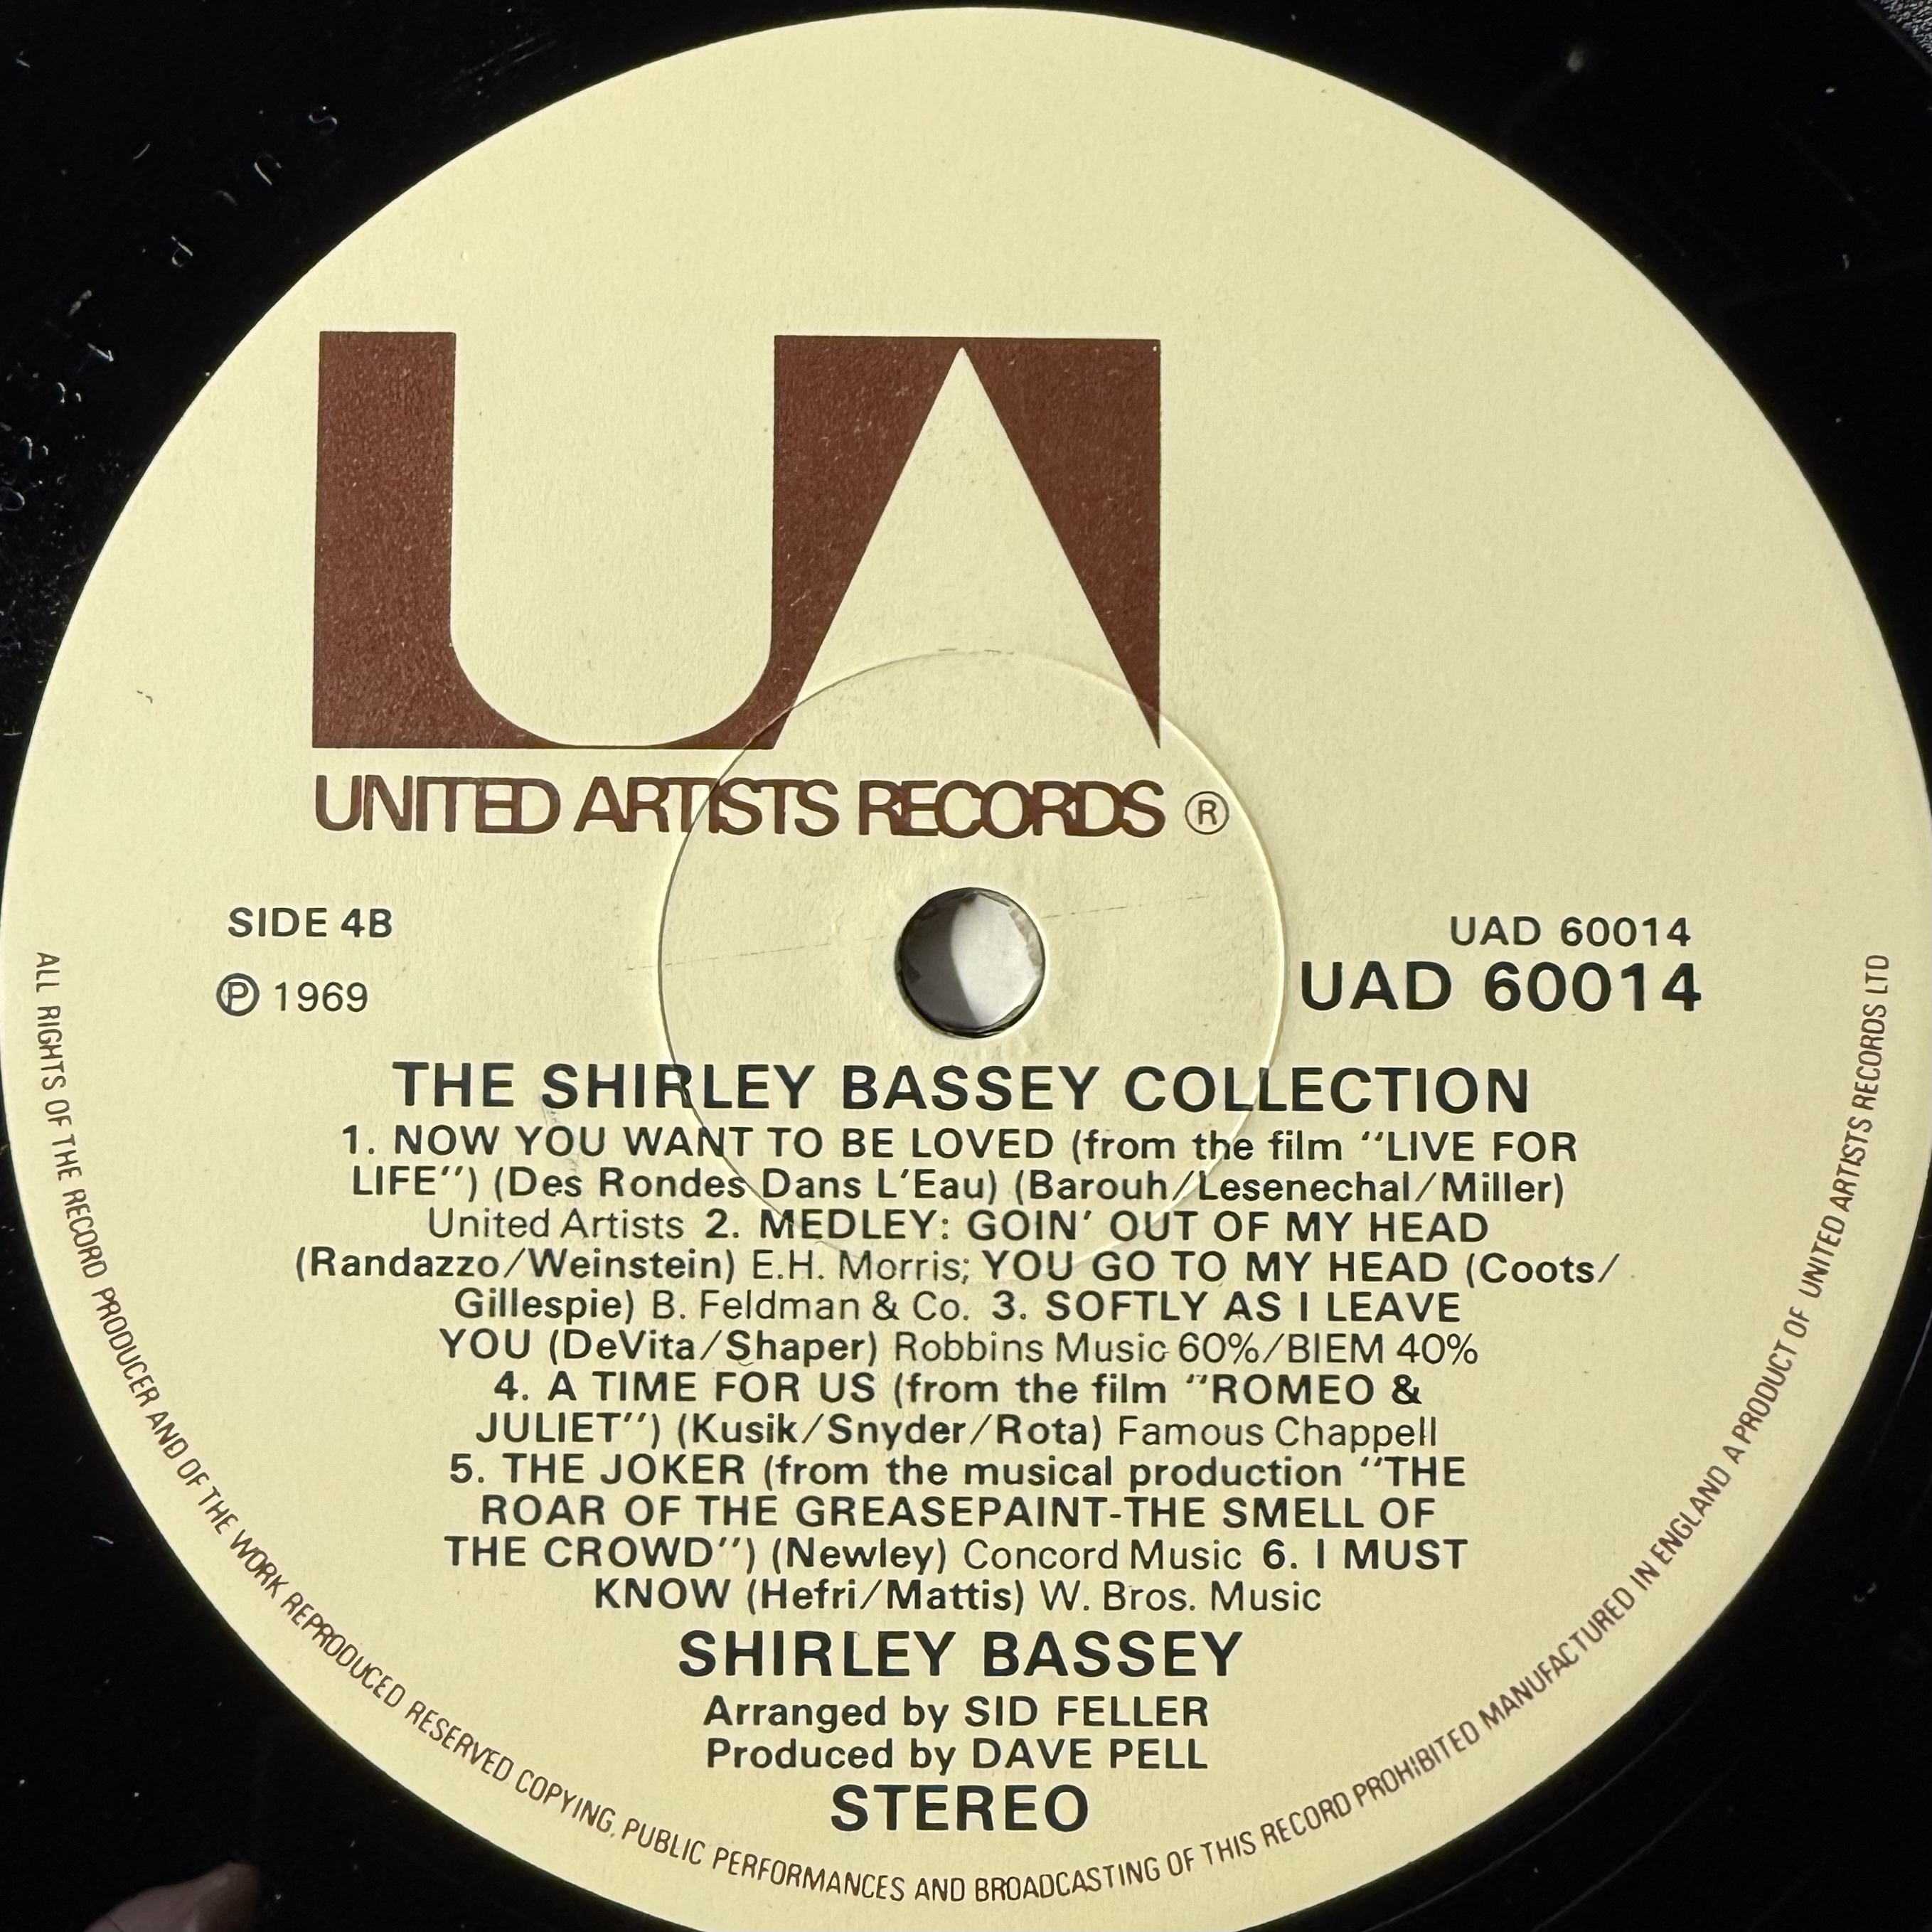 UA
UNITED ARTISTS RECORDS ®
SIDE 4B
℗ 1969
UAD 60014
UAD 60014
THE SHIRLEY BASSEY COLLECTION
1. NOW YOU WANT TO BE LOVED (from the film "LIVE FOR
LIFE") (Des Rondes Dans L'Eau) (Barouh/Lesenechal/Miller)
United Artists 2. MEDLEY: GOIN' OUT OF MY HEAD
(Randazzo/Weinstein) E.H. Morris; YOU GO TO MY HEAD (Coots/
Gillespie) B. Feldman & Co. 3. SOFTLY AS I LEAVE
YOU (DeVita/Shaper) Robbins Music 60%/BIEM 40%
4. A TIME FOR US (from the film "ROMEO &
JULIET") (Kusik/Snyder/Rota) Famous Chappell
5. THE JOKER (from the musical production "THE
ROAR OF THE GREASEPAINT-THE SMELL OF
THE CROWD") (Newley) Concord Music 6. I MUST
KNOW (Hefri/Mattis) W. Bros. Music
SHIRLEY BASSEY
Arranged by SID FELLER
Produced by DAVE PELL
STEREO
ALL RIGHTS OF THE RECORD PRODUCER AND OF THE WORK REPRODUCED RESERVED COPYING, PUBLIC PERFORMANCES AND BROADCASTING OF THIS RECORD PROHIBITED MANUFACTURED IN ENGLAND A PRODUCT OF UNITED ARTISTS RECORDS LTD